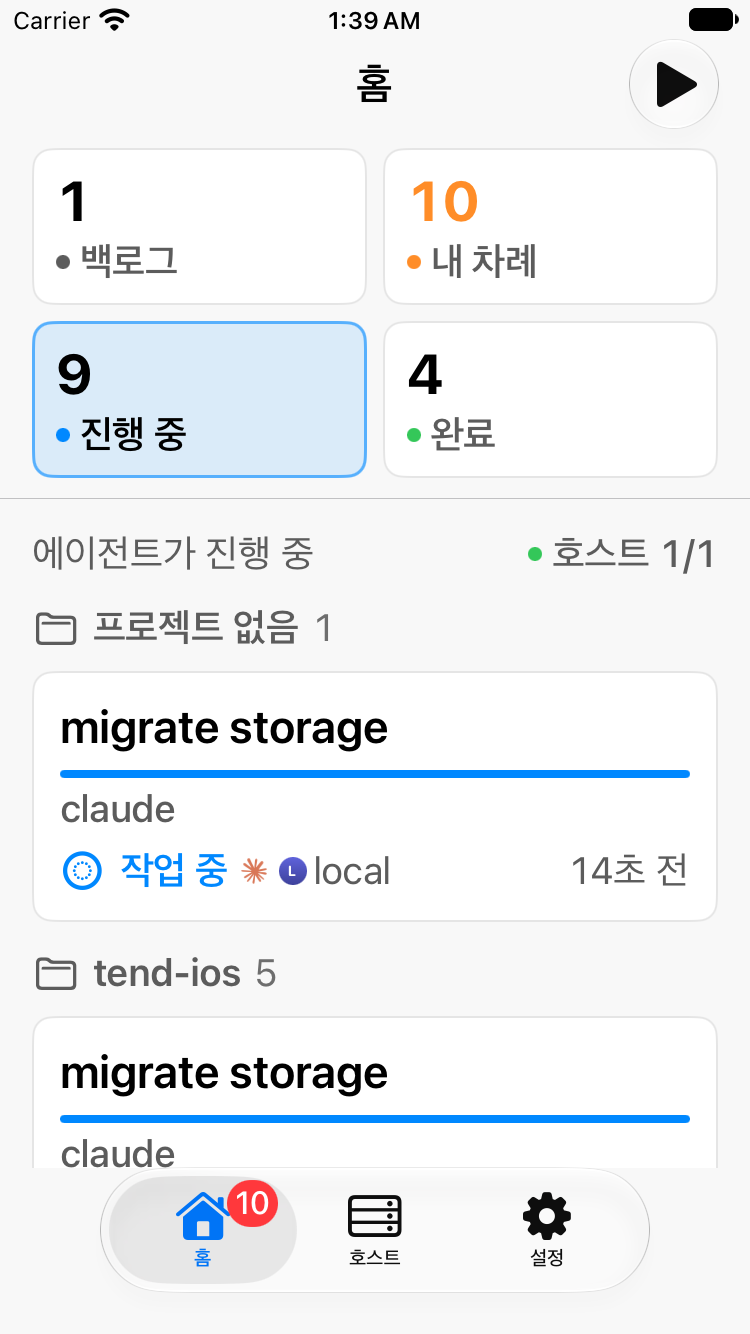 Carrier 1:39 AM
홈
1
백로그
10
내 차례
9
진행 중
4
완료
에이전트가 진행 중
호스트 1/1
프로젝트 없음 1
migrate storage
claude
작업 중 L local 14초 전
tend-ios 5
migrate storage
claude
10
홈
호스트
설정